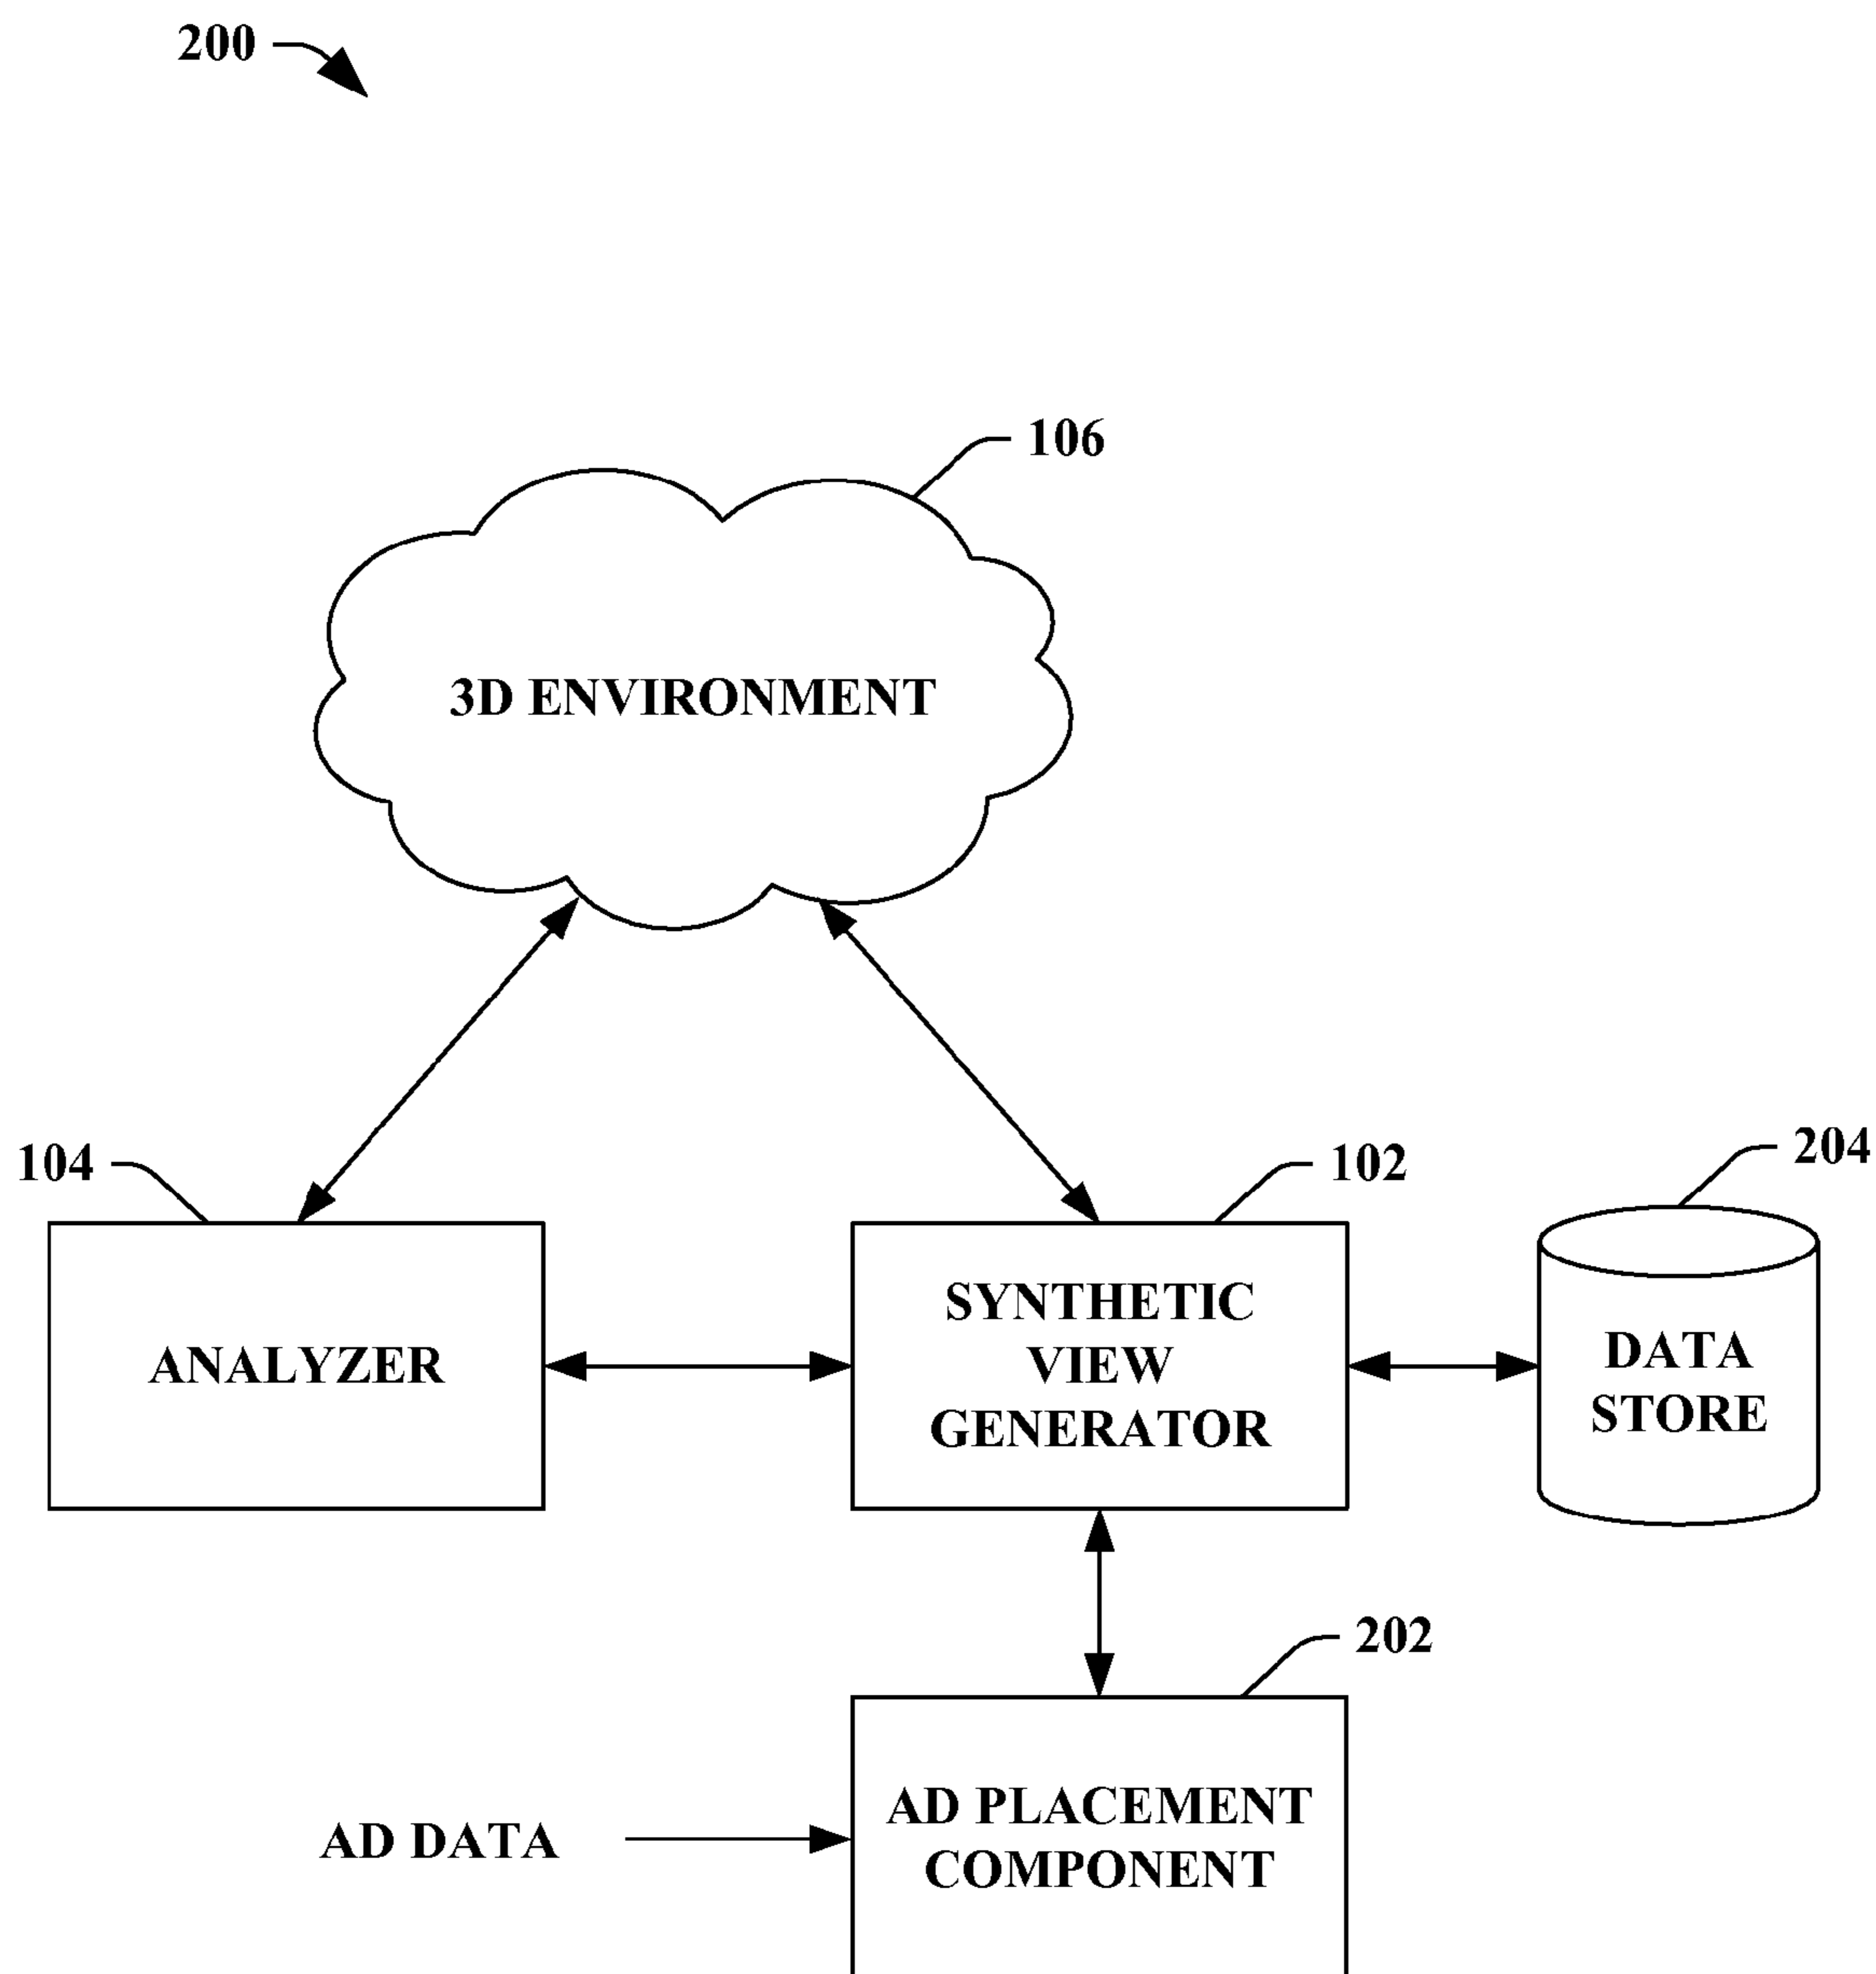 200
106
3D ENVIRONMENT
104
102
204
ANALYZER
SYNTHETIC
VIEW
GENERATOR
DATA
STORE
202
AD DATA
AD PLACEMENT
COMPONENT